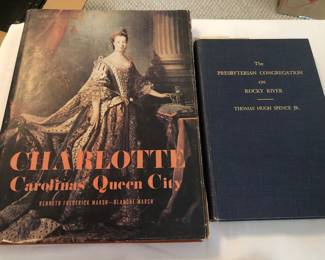 CHARLOTTE
Carolinas' Queen City
KENNETH FREDERICK MARSH - BLANCHE MARSH
The
PRESBYTERIAN CONGREGATION
ON
ROCKY RIVER
THOMAS HUGH SPENCE JR.